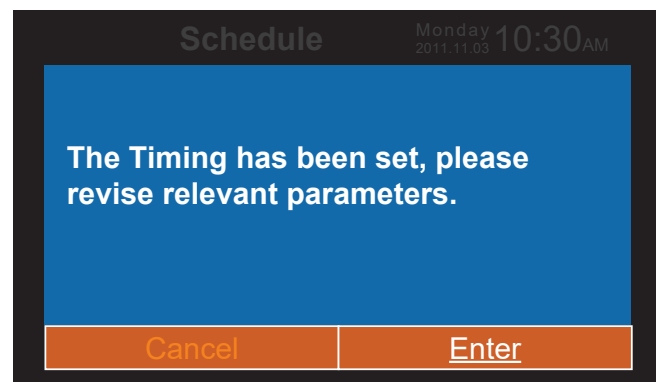 Schedule
Monday
2011.11.03 10:30AM
The Timing has been set, please
revise relevant parameters.
Cancel Enter